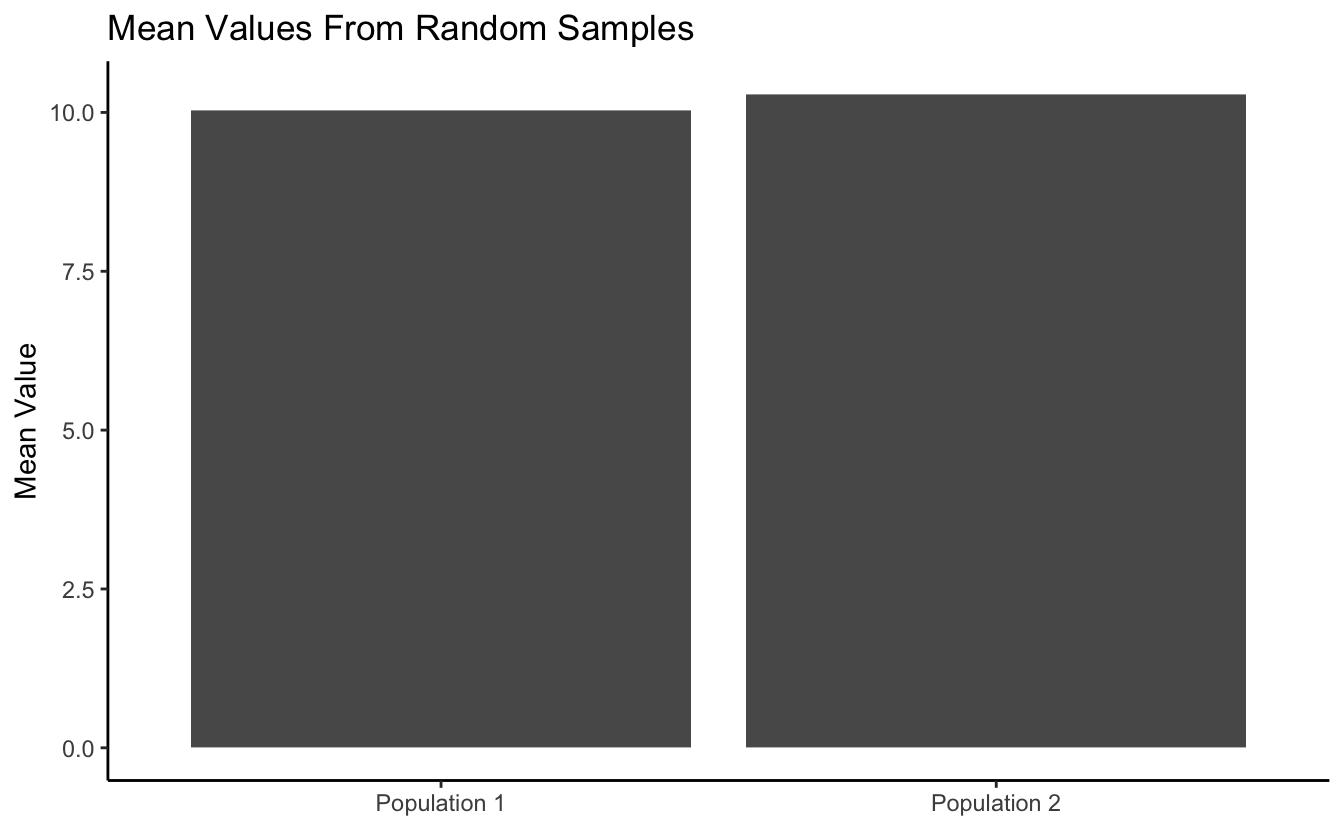 Mean Values From Random Samples
Mean Value
10.0
7.5
5.0
2.5
0.0
Population 1
Population 2